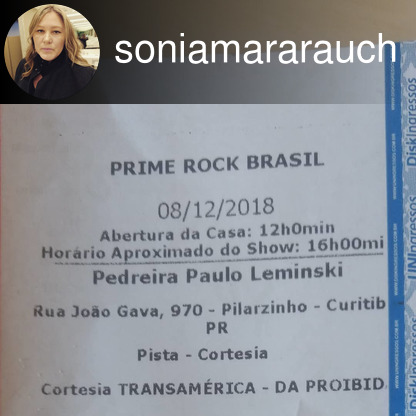 soniamararauch
PRIME ROCK BRASIL
08/12/2018
Abertura da Casa: 12h0min
Horário Aproximado do Show: 16h00mi
Pedreira Paulo Leminski
Rua João Gava, 970 - Pilarzinho - Curitib
PR
Pista - Cortesia
Cortesia TRANSAMÉRICA - DA PROIBID
Diskingressos
UNIngressos